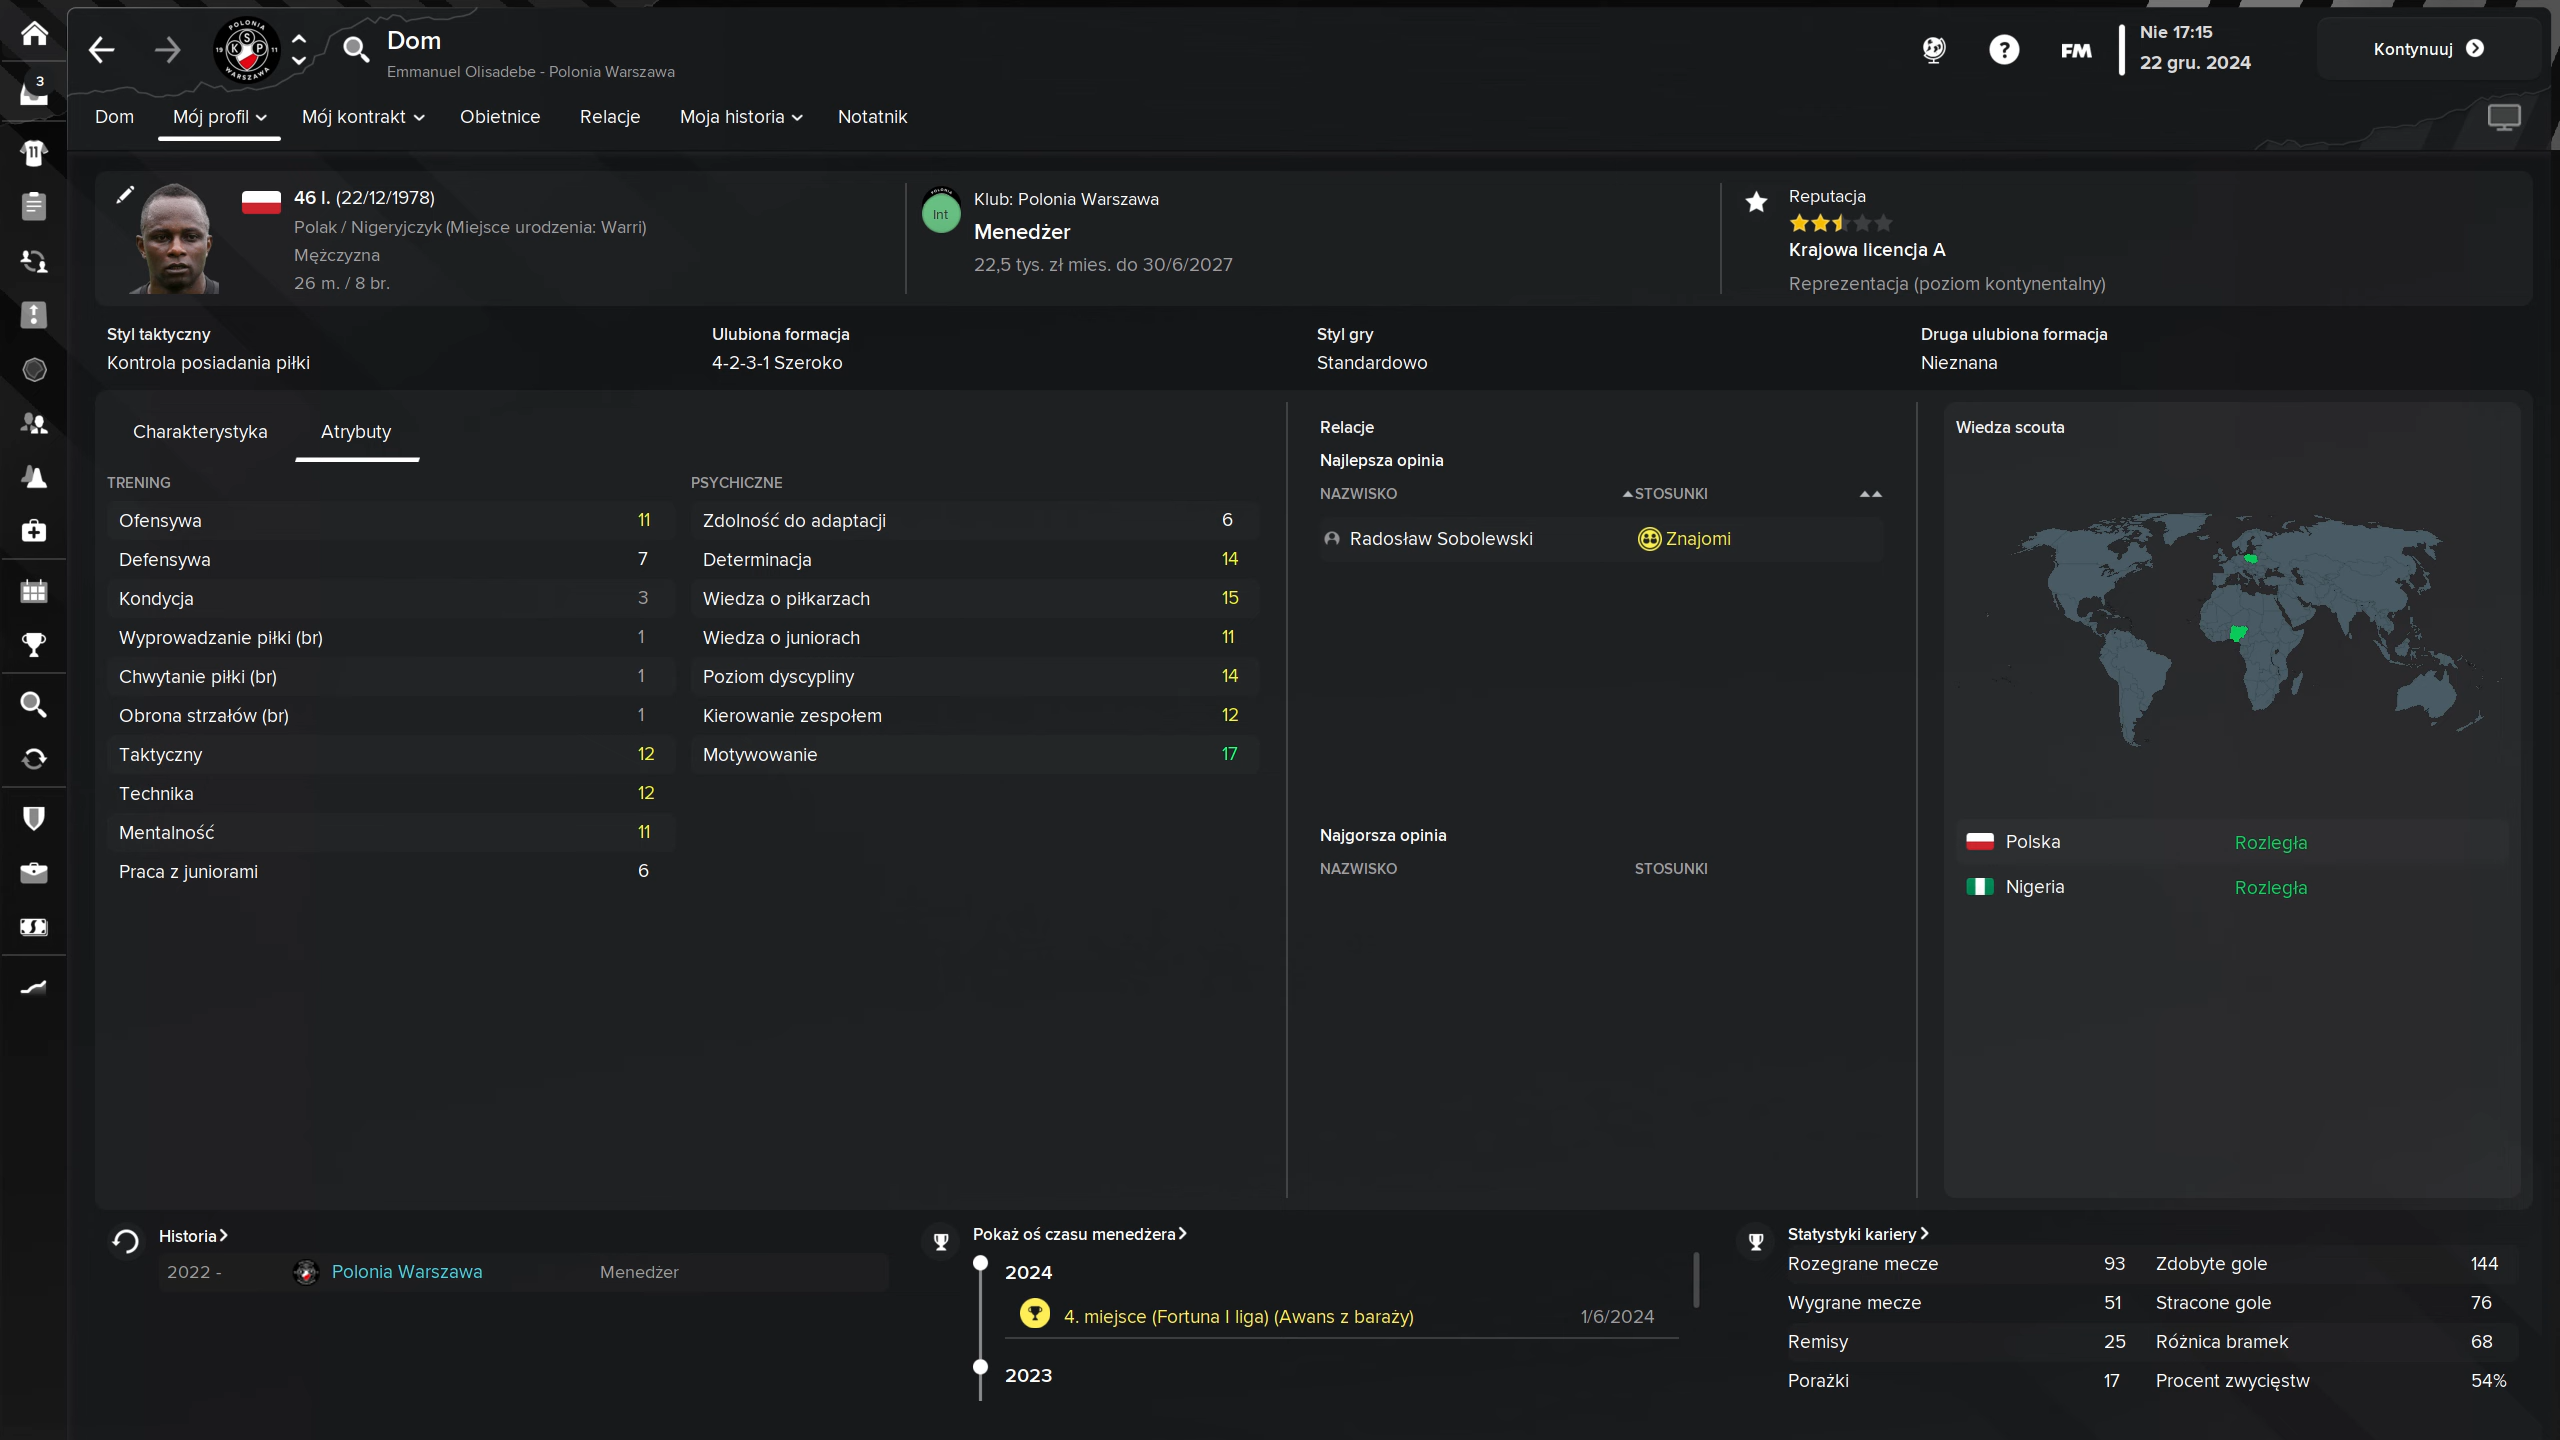 3
POLONIA
19 KSP 11
WARSZAWA
Dom
Emmanuel Olisadebe - Polonia Warszawa
FM
Nie 17:15
22 gru. 2024
Kontynuuj
Dom Mój profil Mój kontrakt Obietnice Relacje Moja historia Notatnik
11
46 l. (22/12/1978)
Polak / Nigeryjczyk (Miejsce urodzenia: Warri)
Mężczyzna
26 m. / 8 br.
Int
Klub: Polonia Warszawa
Menedżer
22,5 tys. zł mies. do 30/6/2027
Reputacja
Krajowa licencja A
Reprezentacja (poziom kontynentalny)
Styl taktyczny
Kontrola posiadania piłki
Ulubiona formacja
4-2-3-1 Szeroko
Styl gry
Standardowo
Druga ulubiona formacja
Nieznana
Charakterystyka Atrybuty
TRENING
Ofensywa 11
Defensywa 7
Kondycja 3
Wyprowadzanie piłki (br) 1
Chwytanie piłki (br) 1
Obrona strzałów (br) 1
Taktyczny 12
Technika 12
Mentalność 11
Praca z juniorami 6
PSYCHICZNE
Zdolność do adaptacji 6
Determinacja 14
Wiedza o piłkarzach 15
Wiedza o juniorach 11
Poziom dyscypliny 14
Kierowanie zespołem 12
Motywowanie 17
Relacje
Najlepsza opinia
NAZWISKO STOSUNKI
Radosław Sobolewski Znajomi
Najgorsza opinia
NAZWISKO STOSUNKI
Wiedza scouta
Polska Rozległa
Nigeria Rozległa
Historia
2022 - Polonia Warszawa Menedżer
Pokaż oś czasu menedżera
2024
4. miejsce (Fortuna I liga) (Awans z baraży) 1/6/2024
2023
Statystyki kariery
Rozegrane mecze 93 Zdobyte gole 144
Wygrane mecze 51 Stracone gole 76
Remisy 25 Różnica bramek 68
Porażki 17 Procent zwycięstw 54%